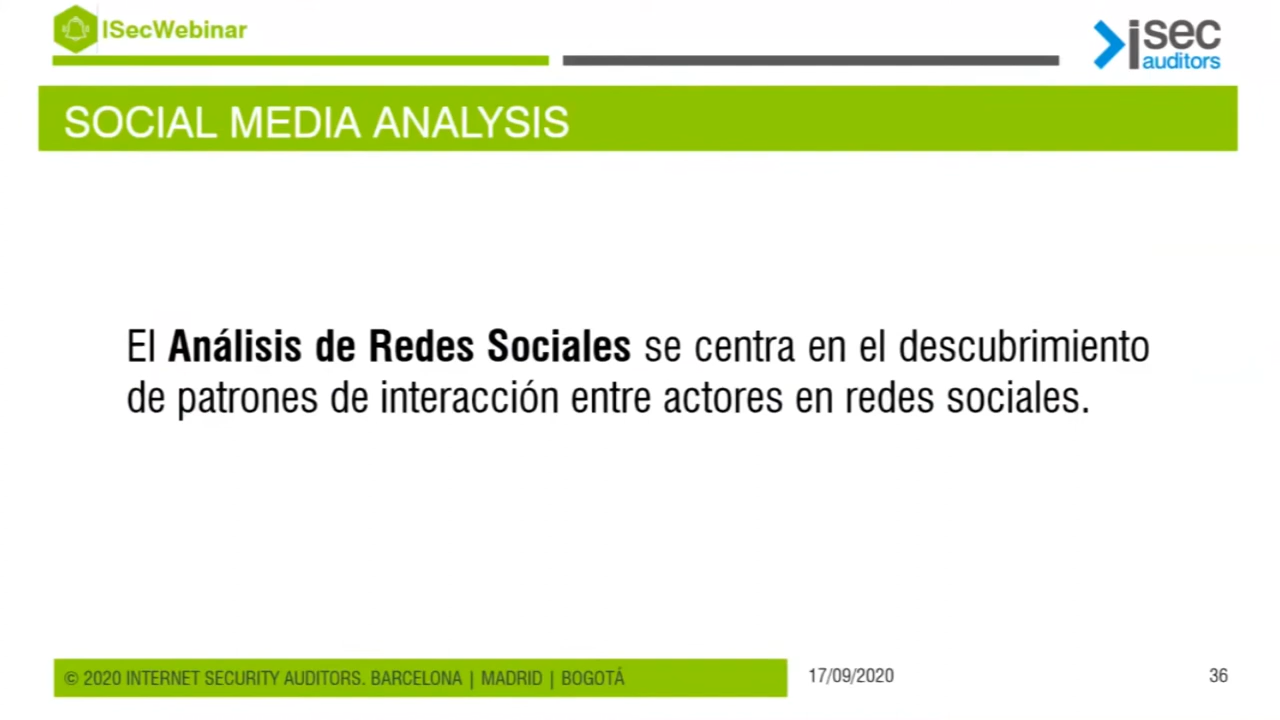 ISecWebinar
isec
auditors
SOCIAL MEDIA ANALYSIS
El Análisis de Redes Sociales se centra en el descubrimiento
de patrones de interacción entre actores en redes sociales.
© 2020 INTERNET SECURITY AUDITORS. BARCELONA | MADRID | BOGOTÁ
17/09/2020
36